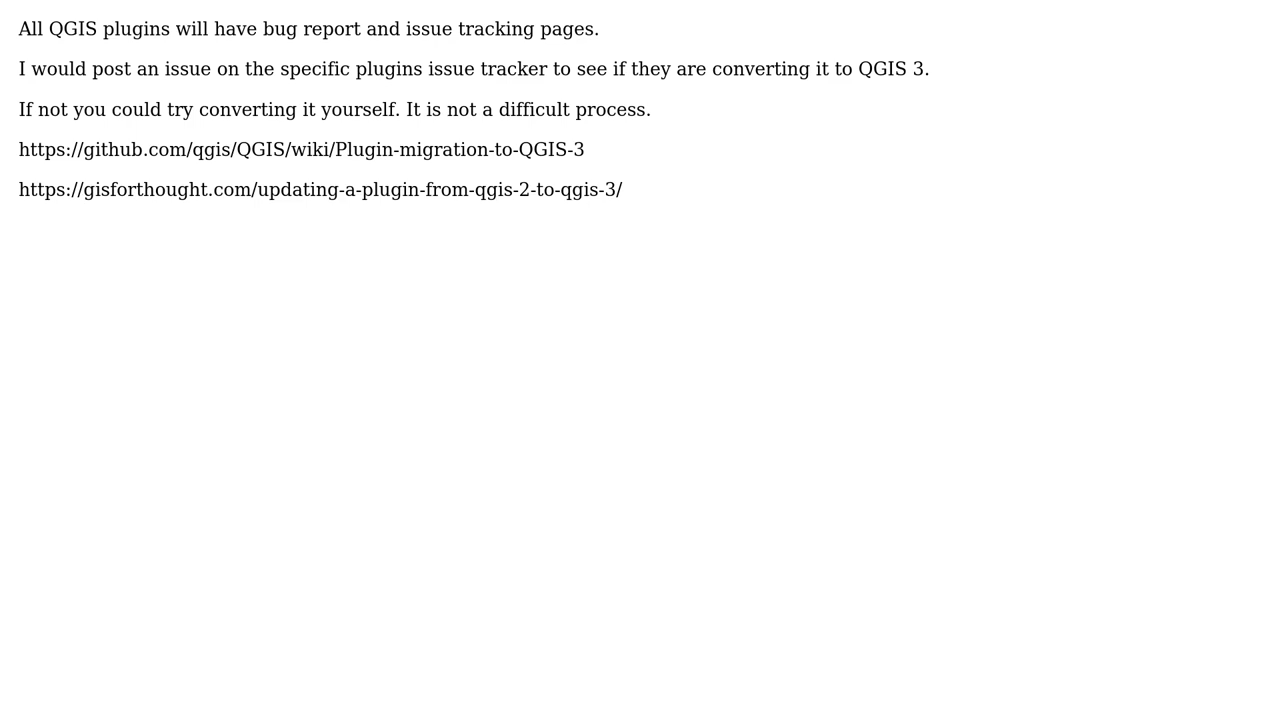 All QGIS plugins will have bug report and issue tracking pages.
I would post an issue on the specific plugins issue tracker to see if they are converting it to QGIS 3.
If not you could try converting it yourself. It is not a difficult process.
https://github.com/qgis/QGIS/wiki/Plugin-migration-to-QGIS-3
https://gisforthought.com/updating-a-plugin-from-qgis-2-to-qgis-3/